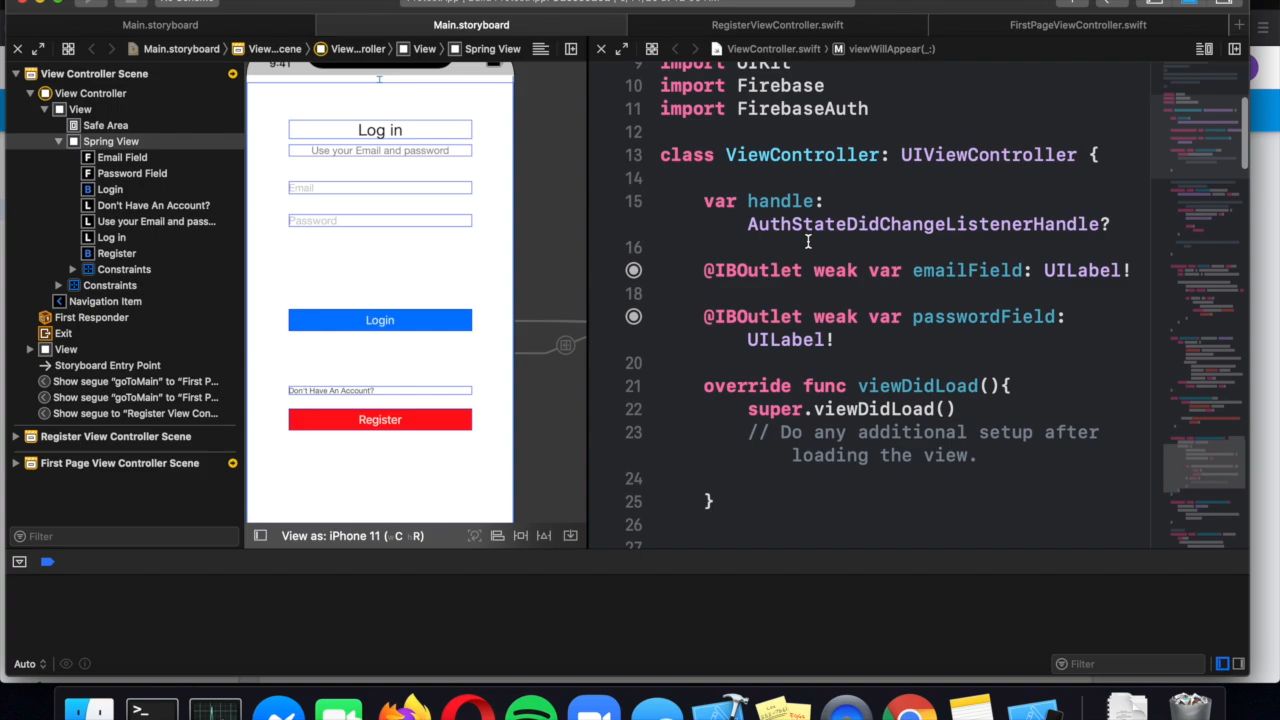 Main.storyboard
Main.storyboard
RegisterViewController.swift
FirstPageViewController.swift
Main.storyboard
View...cene
View...roller
View
Spring View
ViewController.swift
viewWillAppear(_:)
View Controller Scene
View Controller
View
Safe Area
Spring View
Email Field
Password Field
Login
Don't Have An Account?
Use your Email and pass...
Log in
Register
Constraints
Constraints
Navigation Item
First Responder
Exit
View
Storyboard Entry Point
Show segue "goToMain" to "First P...
Show segue "goToMain" to "First P...
Show segue to "Register View Con...
Register View Controller Scene
First Page View Controller Scene
Filter
9:41
Log in
Use your Email and password
Email
Password
Login
Don't Have An Account?
Register
View as: iPhone 11 (wC hR)
9 import UIKit
10 import Firebase
11 import FirebaseAuth
12
13 class ViewController: UIViewController {
14
15 var handle:
AuthStateDidChangeListenerHandle?
16
@IBOutlet weak var emailField: UILabel!
18
@IBOutlet weak var passwordField:
UILabel!
20
21 override func viewDidLoad(){
22 super.viewDidLoad()
23 // Do any additional setup after
loading the view.
24
25 }
26
27
Auto
Filter